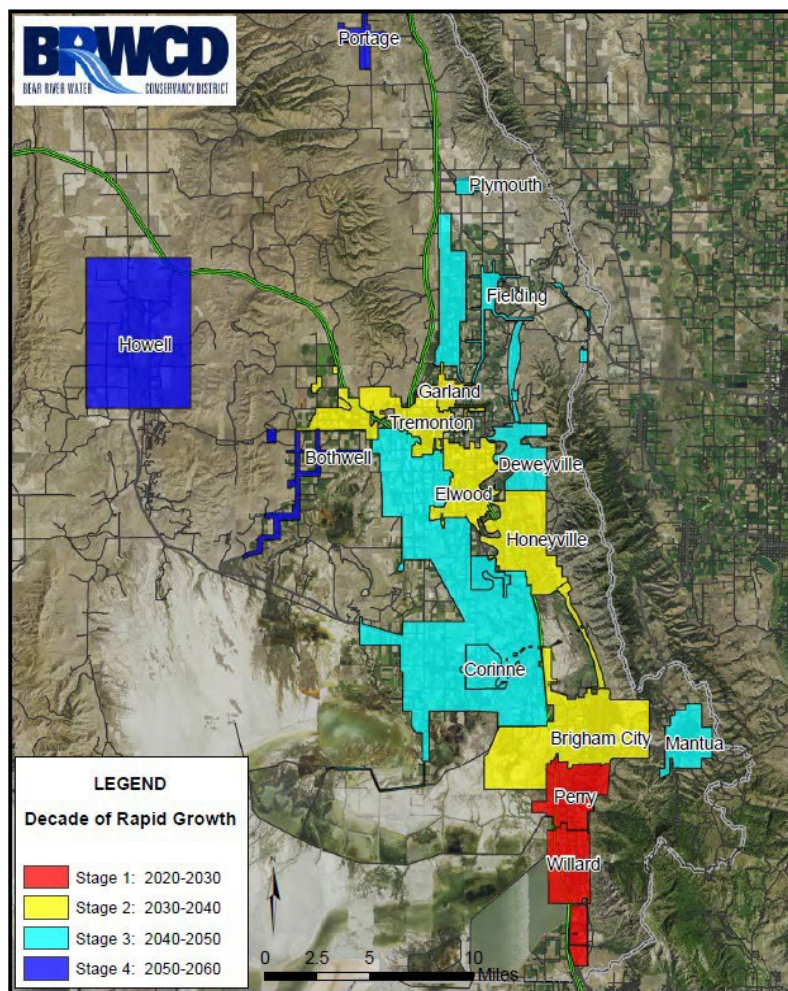 BRWCD
BEAR RIVER WATER CONSERVANCY DISTRICT
Portage
Plymouth
Fielding
Howell
Garland
Tremonton
Bothwell
Deweyville
Elwood
Honeyville
Corinne
Brigham City
Mantua
Perry
Willard
LEGEND
Decade of Rapid Growth
Stage 1: 2020-2030
Stage 2: 2030-2040
Stage 3: 2040-2050
Stage 4: 2050-2060
N
0 2.5 5 10
Miles